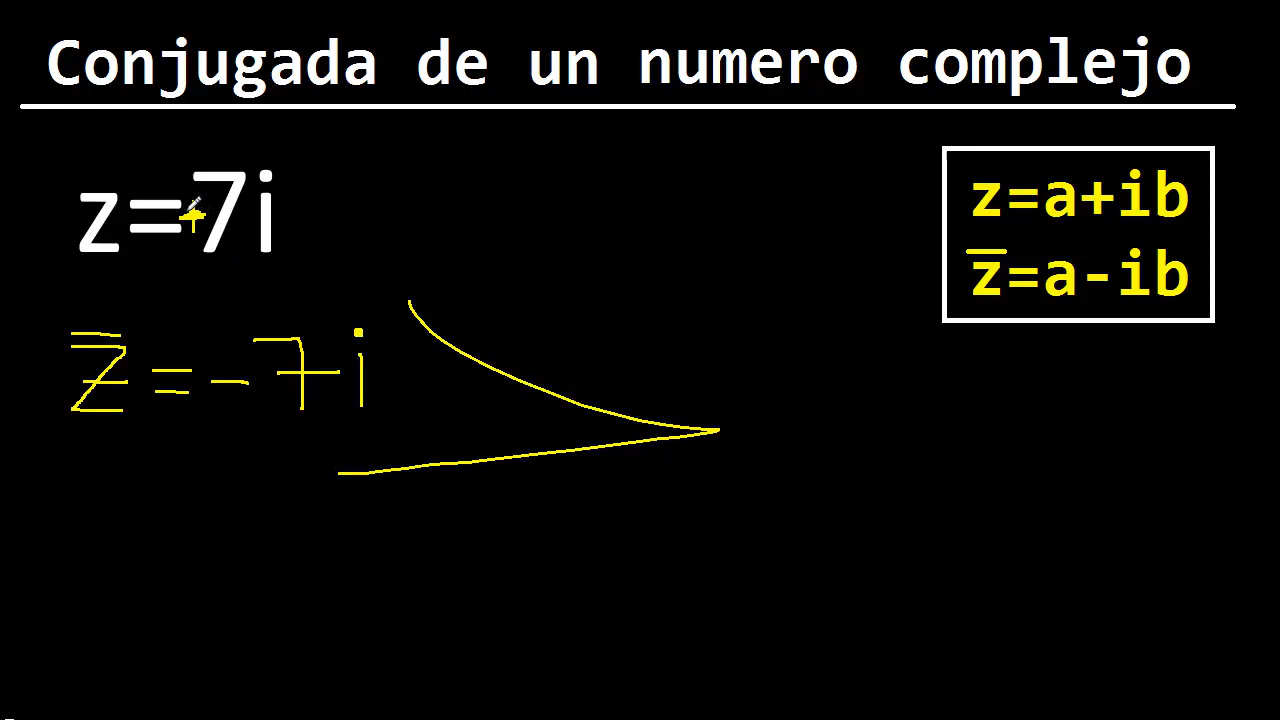 Conjugada de un numero complejo
z=+7i
z=a+ib
z̅=a-ib
z̅=-7i